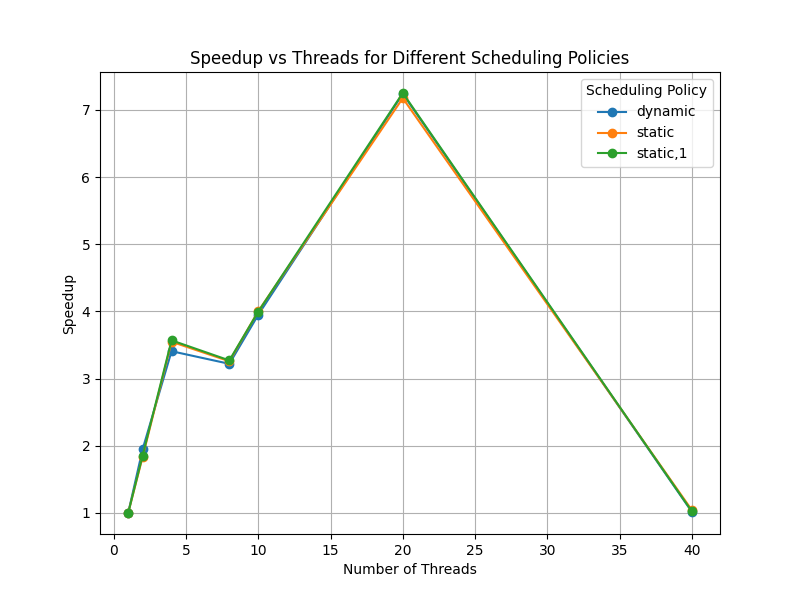 Speedup vs Threads for Different Scheduling Policies
Scheduling Policy
dynamic
static
static,1
7
6
5
4
3
2
1
Speedup
0 5 10 15 20 25 30 35 40
Number of Threads